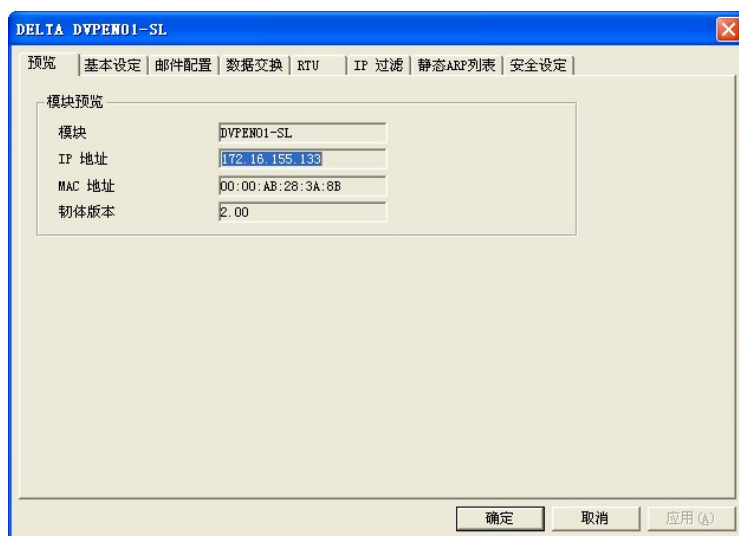 DELTA DVPEN01-SL
预览 基本设定 邮件配置 数据交换 RTU IP 过滤 静态ARP列表 安全设定
模块预览
模块 DVPEN01-SL
IP 地址 172.16.155.133
MAC 地址 00:00:AB:28:3A:8B
韧体版本 2.00
确定 取消 应用(A)